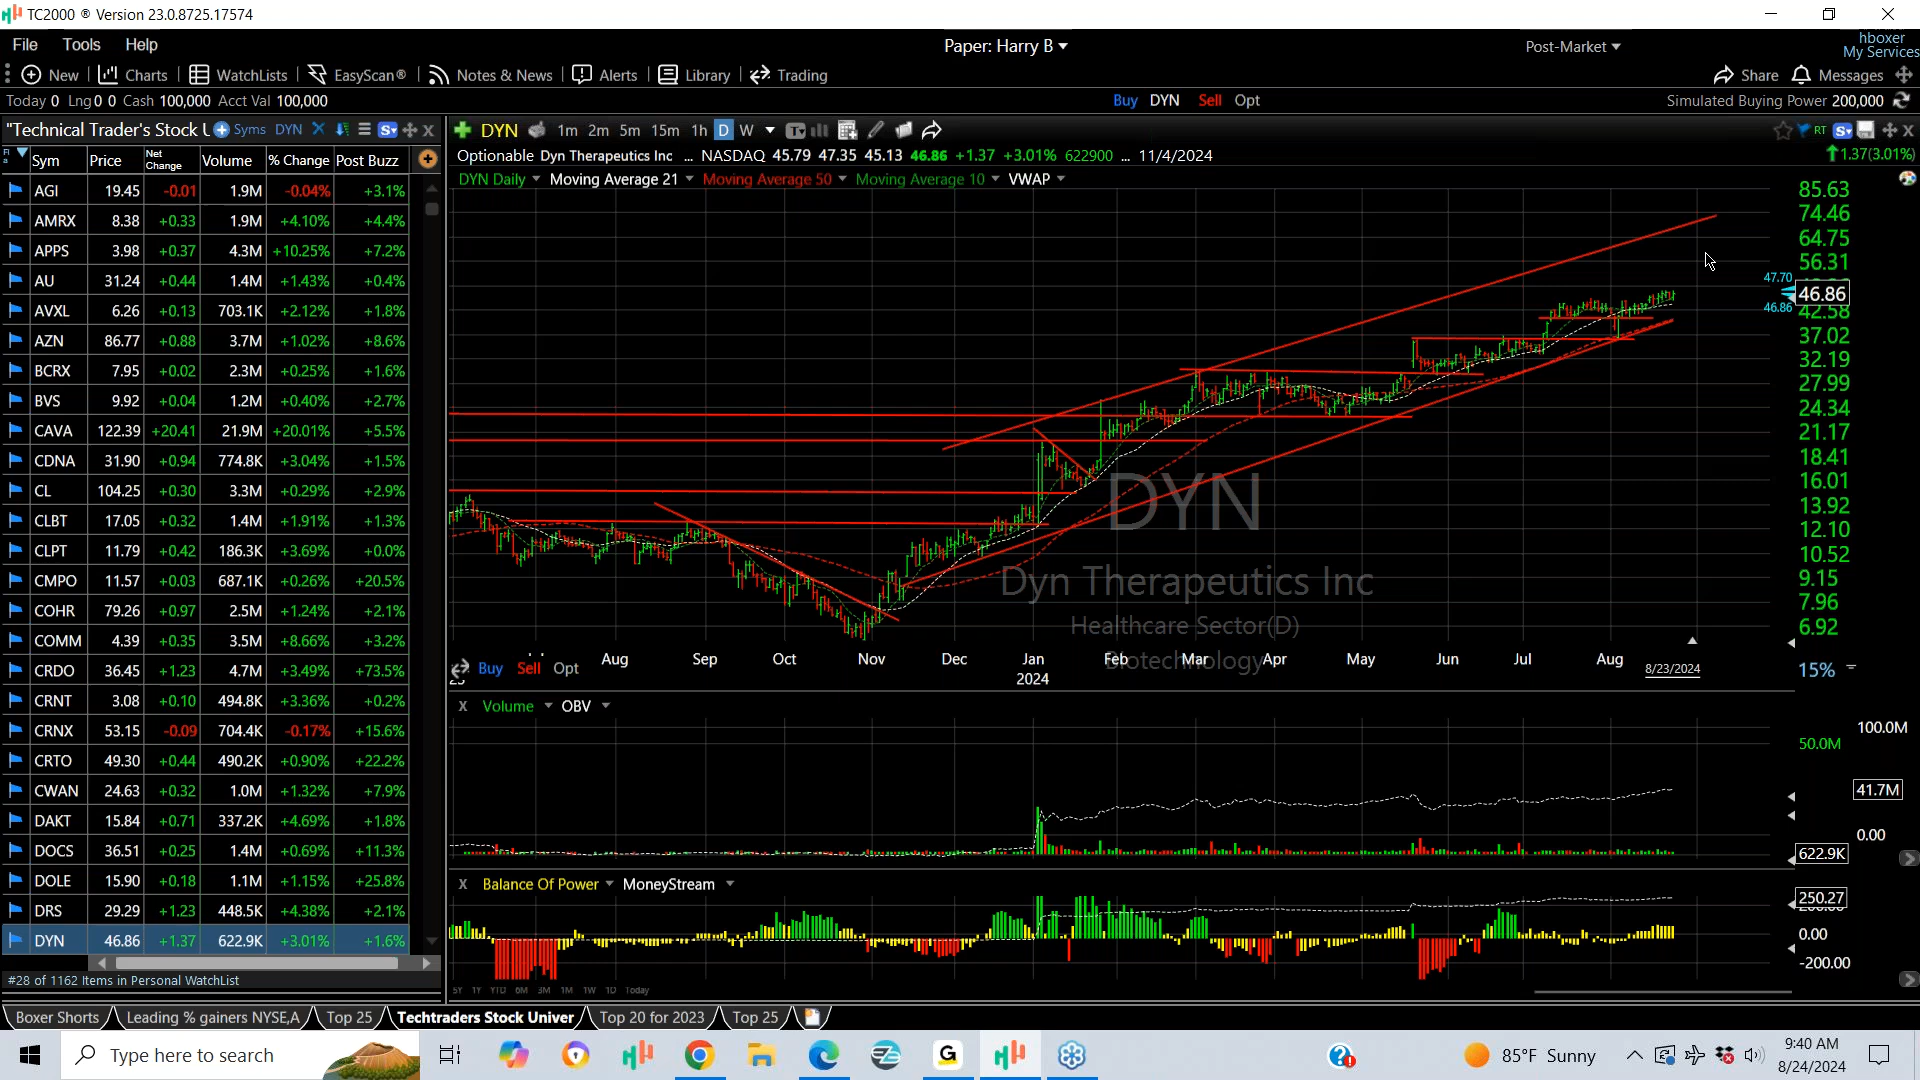 TC2000 ® Version 23.0.8725.17574
File Tools Help
Paper: Harry B
Post-Market
hboxer
My Services
New Charts WatchLists EasyScan® Notes & News Alerts Library Trading
Share Messages
Today 0 Lng 0 0 Cash 100,000 Acct Val 100,000
Buy DYN Sell Opt
Simulated Buying Power 200,000
"Technical Trader's Stock U Syms DYN
DYN 1m 2m 5m 15m 1h D W
RT
Optionable Dyn Therapeutics Inc ... NASDAQ 45.79 47.35 45.13 46.86 +1.37 +3.01% 622900 ... 11/4/2024
1.37(3.01%)
DYN Daily Moving Average 21 Moving Average 50 Moving Average 10 VWAP
Sym Price Net Change Volume % Change Post Buzz
AGI 19.45 -0.01 1.9M -0.04% +3.1%
AMRX 8.38 +0.33 1.9M +4.10% +4.4%
APPS 3.98 +0.37 4.3M +10.25% +7.2%
AU 31.24 +0.44 1.4M +1.43% +0.4%
AVXL 6.26 +0.13 703.1K +2.12% +1.8%
AZN 86.77 +0.88 3.7M +1.02% +8.6%
BCRX 7.95 +0.02 2.3M +0.25% +1.6%
BVS 9.92 +0.04 1.2M +0.40% +2.7%
CAVA 122.39 +20.41 21.9M +20.01% +5.5%
CDNA 31.90 +0.94 774.8K +3.04% +1.5%
CL 104.25 +0.30 3.3M +0.29% +2.9%
CLBT 17.05 +0.32 1.4M +1.91% +1.3%
CLPT 11.79 +0.42 186.3K +3.69% +0.0%
CMPO 11.57 +0.03 687.1K +0.26% +20.5%
COHR 79.26 +0.97 2.5M +1.24% +2.1%
COMM 4.39 +0.35 3.5M +8.66% +3.2%
CRDO 36.45 +1.23 4.7M +3.49% +73.5%
CRNT 3.08 +0.10 494.8K +3.36% +0.2%
CRNX 53.15 -0.09 704.4K -0.17% +15.6%
CRTO 49.30 +0.44 490.2K +0.90% +22.2%
CWAN 24.63 +0.32 1.0M +1.32% +7.9%
DAKT 15.84 +0.71 337.2K +4.69% +1.8%
DOCS 36.51 +0.25 1.4M +0.69% +11.3%
DOLE 15.90 +0.18 1.1M +1.15% +25.8%
DRS 29.29 +1.23 448.5K +4.38% +2.1%
DYN 46.86 +1.37 622.9K +3.01% +1.6%
#28 of 1162 Items in Personal WatchList
85.63
74.46
64.75
56.31
47.70
46.86
46.86
42.58
37.02
32.19
27.99
24.34
21.17
18.41
16.01
13.92
12.10
10.52
9.15
7.96
6.92
DYN
Dyn Therapeutics Inc
Healthcare Sector(D)
Biotechnology
Aug Sep Oct Nov Dec Jan Feb Mar Apr May Jun Jul Aug
2024
8/23/2024
15%
Buy Sell Opt
X Volume OBV
100.0M
50.0M
41.7M
0.00
622.9K
X Balance Of Power MoneyStream
250.27
0.00
-200.00
5Y 1Y YTD 6M 3M 1M 1W 1D Today
Boxer Shorts Leading % gainers NYSE,A Top 25 Techtraders Stock Univer Top 20 for 2023 Top 25
Type here to search
85°F Sunny
9:40 AM
8/24/2024